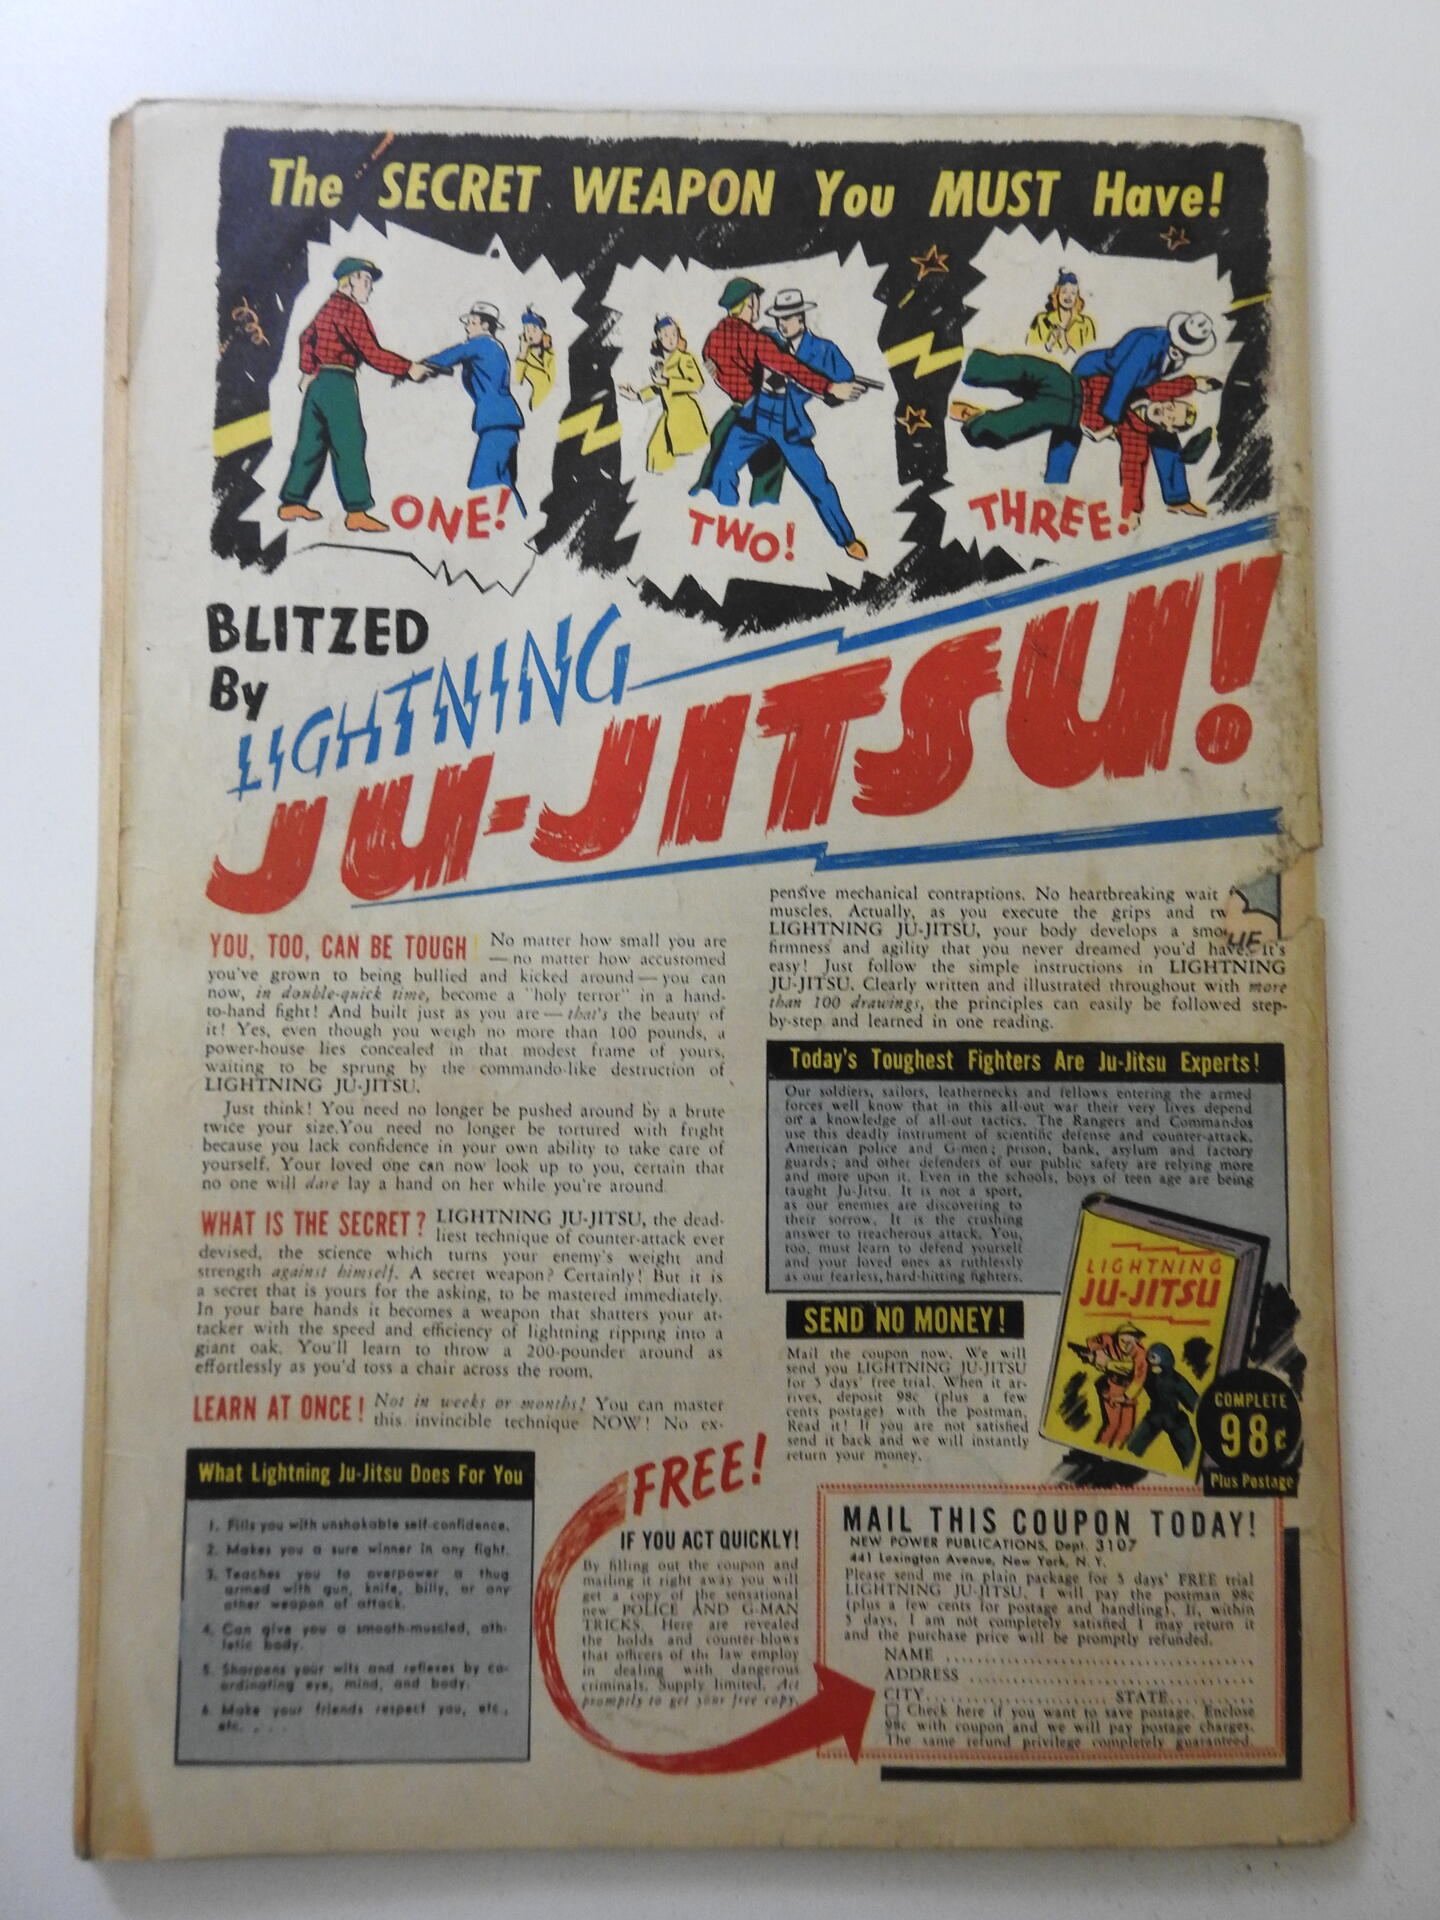 The SECRET WEAPON You MUST Have!
ONE!
TWO!
THREE!
BLITZED
By
LIGHTNING
JU-JITSU!
YOU, TOO, CAN BE TOUGH! No matter how small you are
—no matter how accustomed
you've grown to being bullied and kicked around—you can
now, in double-quick time, become a "holy terror" in a hand-
to-hand fight! And built just as you are—that's the beauty of
it! Yes, even though you weigh no more than 100 pounds, a
power-house lies concealed in that modest frame of yours,
waiting to be sprung by the commando-like destruction of
LIGHTNING JU-JITSU.
Just think! You need no longer be pushed around by a brute
twice your size.You need no longer be tortured with fright
because you lack confidence in your own ability to take care of
yourself. Your loved one can now look up to you, certain that
no one will dare lay a hand on her while you're around.
WHAT IS THE SECRET? LIGHTNING JU-JITSU, the dead-
liest technique of counter-attack ever
devised, the science which turns your enemy's weight and
strength against himself. A secret weapon? Certainly! But it is
a secret that is yours for the asking, to be mastered immediately.
In your bare hands it becomes a weapon that shatters your at-
tacker with the speed and efficiency of lightning ripping into a
giant oak. You'll learn to throw a 200-pounder around as
effortlessly as you'd toss a chair across the room.
LEARN AT ONCE! Not in weeks or months! You can master
this invincible technique NOW! No ex-
pensive mechanical contraptions. No heartbreaking wait
muscles. Actually, as you execute the grips and
LIGHTNING JU-JITSU, your body develops a
firmness and agility that you never dreamed you'd have. It's
easy! Just follow the simple instructions in LIGHTNING
JU-JITSU. Clearly written and illustrated throughout with more
than 100 drawings, the principles can easily be followed step-
by-step and learned in one reading.
Today's Toughest Fighters Are Ju-Jitsu Experts!
Our soldiers, sailors, leathernecks and fellows entering the armed
forces well know that in this all-out war their very lives depend
on a knowledge of all-out tactics. The Rangers and Commandos
use this deadly instrument of scientific defense and counter-attack.
American police and G-men; prison, bank, asylum and factory
guards; and other defenders of our public safety are relying more
and more upon it. Even in the schools, boys of teen age are being
taught Ju-Jitsu. It is not a sport,
as our enemies are discovering to
their sorrow. It is the crushing
answer to treacherous attack. You,
too, must learn to defend yourself
and your loved ones as ruthlessly
as our fearless, hard-hitting fighters.
LIGHTNING
JU-JITSU
COMPLETE
98c
Plus Postage
SEND NO MONEY!
Mail the coupon now. We will
send you LIGHTNING JU-JITSU
for 5 days' free trial. When it ar-
rives, deposit 98c (plus a few
cents postage) with the postman.
Read it! If you are not satisfied
send it back and we will instantly
return your money.
What Lightning Ju-Jitsu Does For You
1. Fills you with unshakable self-confidence.
2. Makes you a sure winner in any fight.
3. Teaches you to overpower a thug
armed with gun, knife, billy, or any
other weapon of attack.
4. Can give you a smooth-muscled, ath-
letic body.
5. Sharpens your wits and reflexes by co-
ordinating eye, mind, and body.
6. Make your friends respect you, etc.,
etc. . . .
FREE!
IF YOU ACT QUICKLY!
By filling out the coupon and
mailing it right away you will
get a copy of the sensational
new POLICE AND G-MAN
TRICKS. Here are revealed
the holds and counter-blows
that officers of the law employ
in dealing with dangerous
criminals. Supply limited. Act
promptly to get your free copy.
MAIL THIS COUPON TODAY!
NEW POWER PUBLICATIONS, Dept. 3107
441 Lexington Avenue, New York, N. Y.
Please send me in plain package for 5 days' FREE trial
LIGHTNING JU-JITSU. I will pay the postman 98c
(plus a few cents for postage and handling). If, within
5 days, I am not completely satisfied I may return it
and the purchase price will be promptly refunded.
NAME
ADDRESS
CITY STATE
Check here if you want to save postage. Enclose
98c with coupon and we will pay postage charges.
The same refund privilege completely guaranteed.